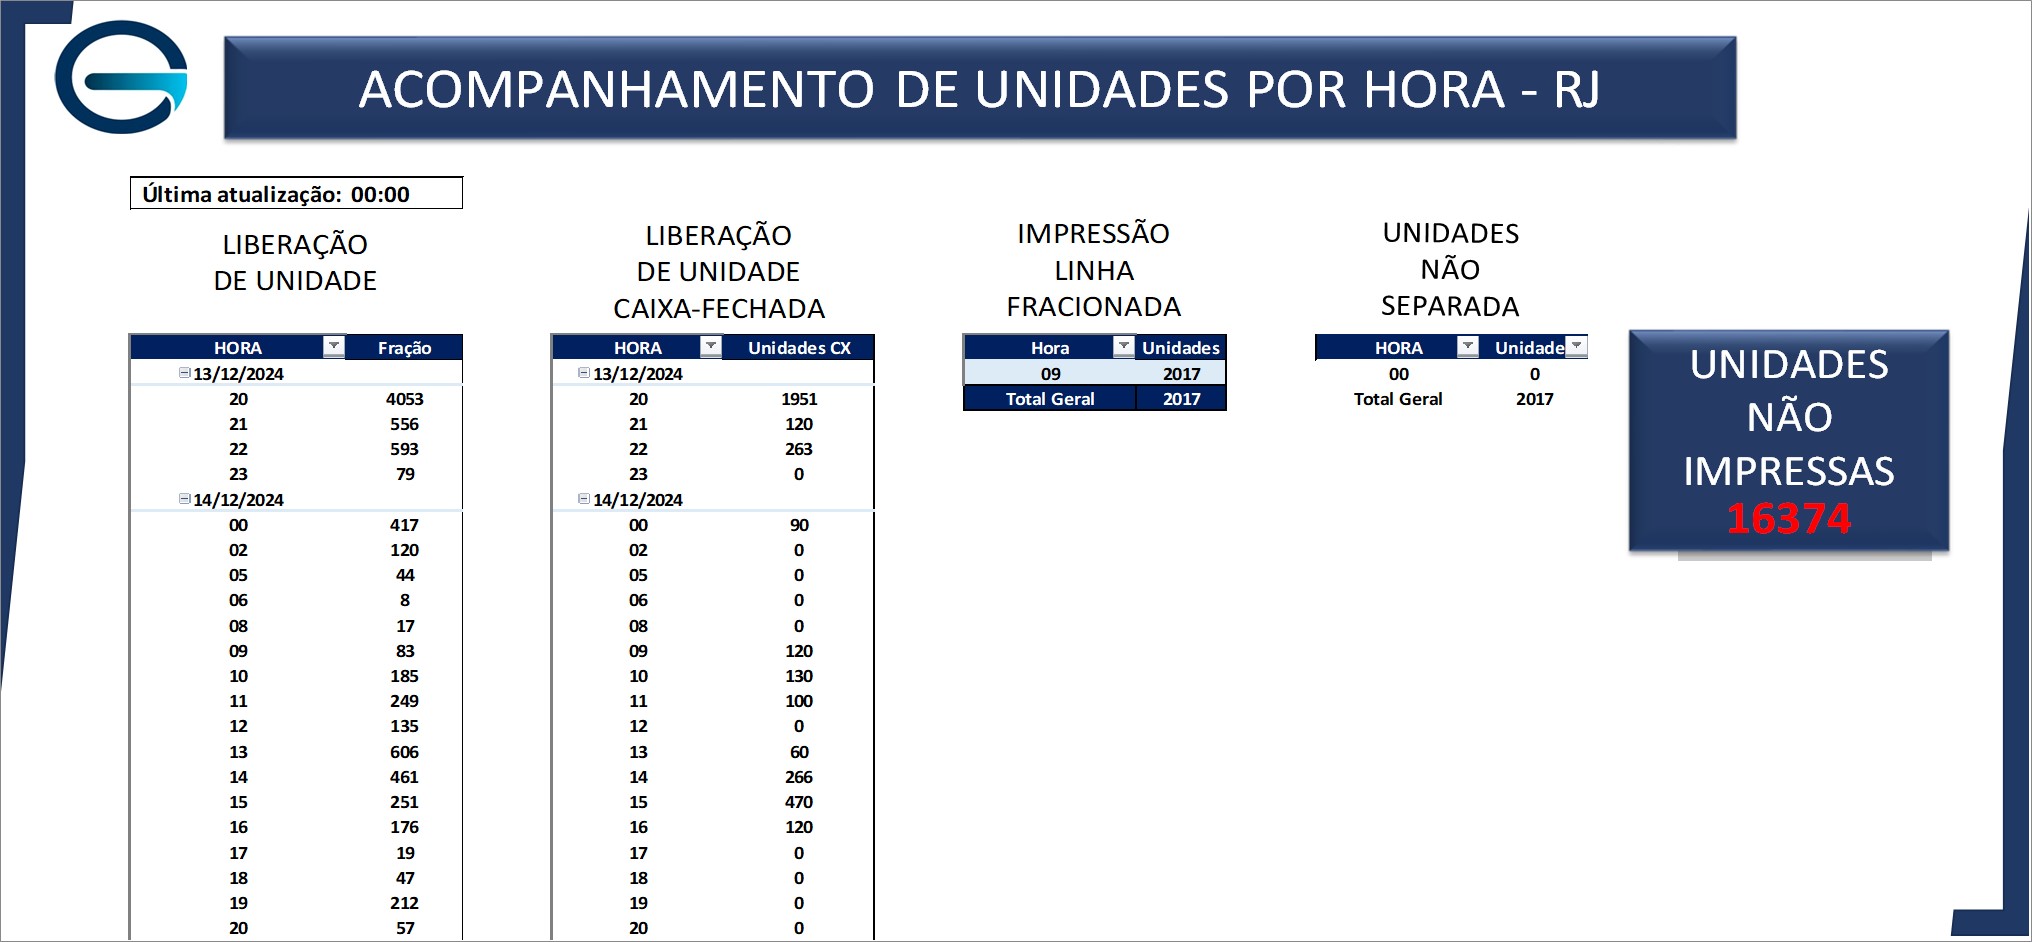 ACOMPANHAMENTO DE UNIDADES POR HORA - RJ
Última atualização: 00:00
LIBERAÇÃO
DE UNIDADE
HORA Fração
13/12/2024
20 4053
21 556
22 593
23 79
14/12/2024
00 417
02 120
05 44
06 8
08 17
09 83
10 185
11 249
12 135
13 606
14 461
15 251
16 176
17 19
18 47
19 212
20 57
LIBERAÇÃO
DE UNIDADE
CAIXA-FECHADA
HORA Unidades CX
13/12/2024
20 1951
21 120
22 263
23 0
14/12/2024
00 90
02 0
05 0
06 0
08 0
09 120
10 130
11 100
12 0
13 60
14 266
15 470
16 120
17 0
18 0
19 0
20 0
IMPRESSÃO
LINHA
FRACIONADA
Hora Unidades
09 2017
Total Geral 2017
UNIDADES
NÃO
SEPARADA
HORA Unidade
00 0
Total Geral 2017
UNIDADES
NÃO
IMPRESSAS
16374